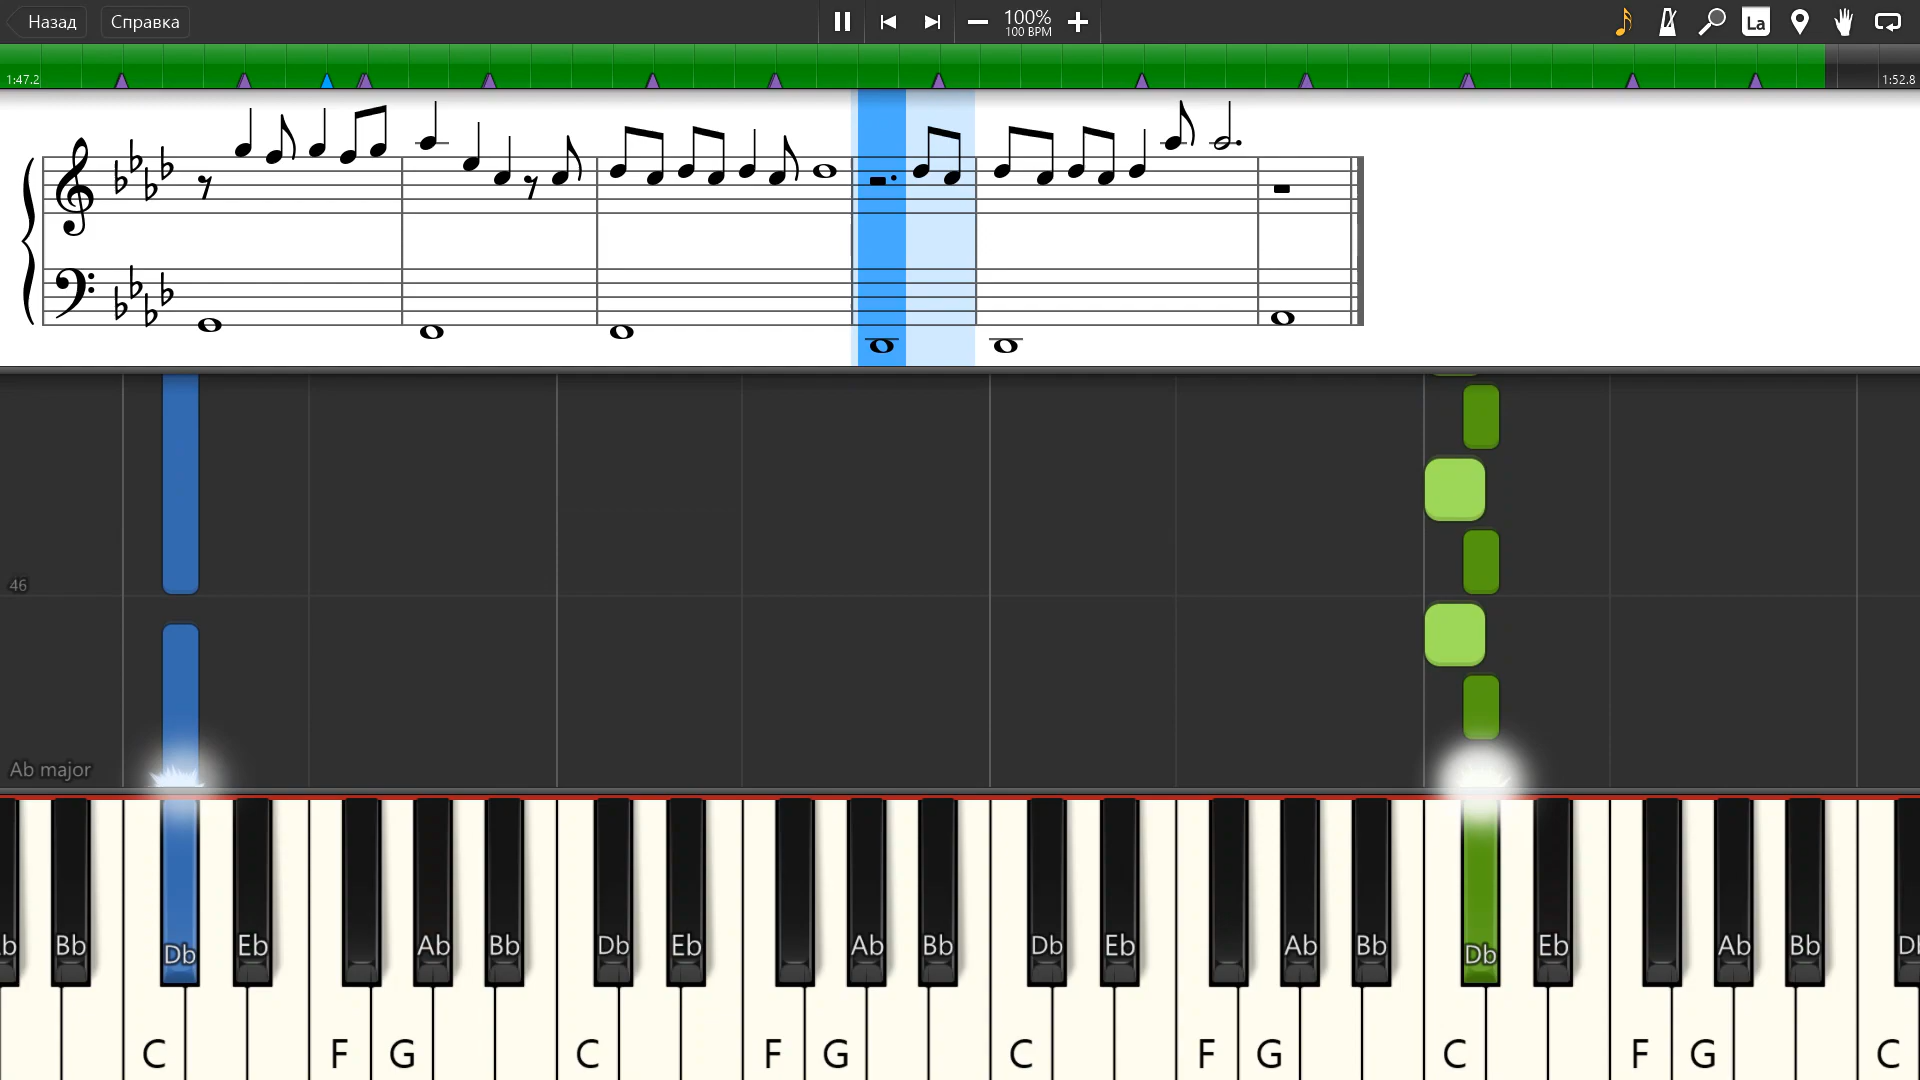 Назад Справка 100% La
100 BPM
1:47.2 1:52.8
46
Ab major
b Bb Db Eb Ab Bb Db Eb Ab Bb Db Eb Ab Bb Db Eb Ab Bb D
C F G C F G C F G C F G C